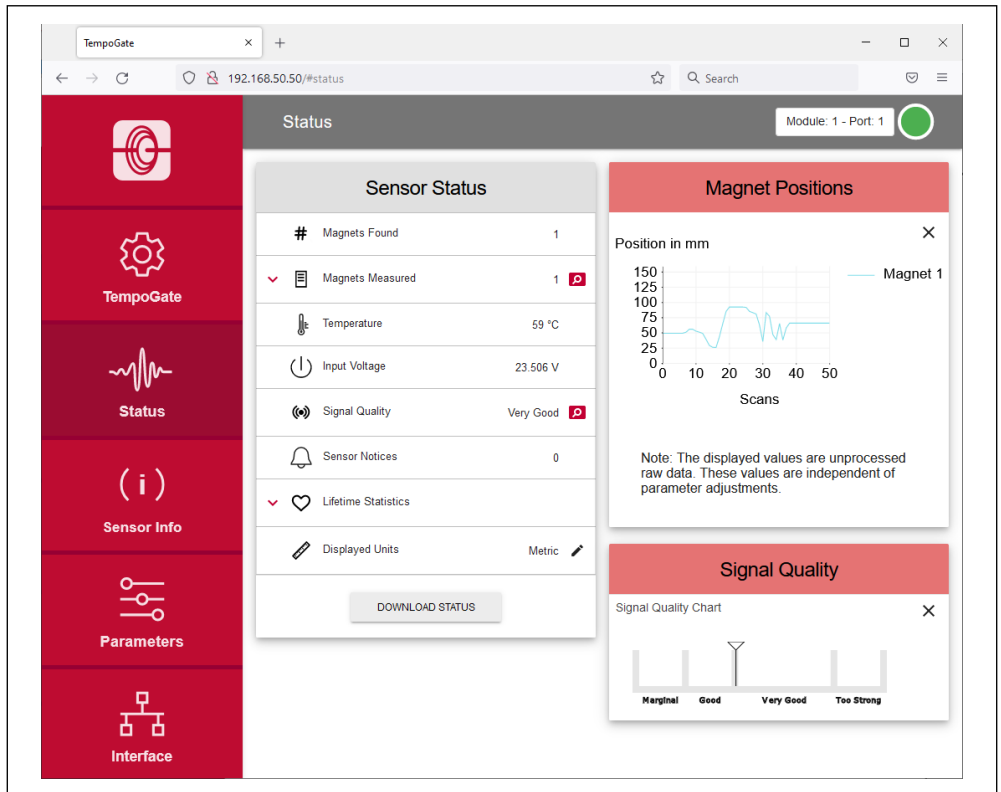 TempoGate
192.168.50.50/#status
Search
Status
Module: 1 - Port: 1
TempoGate
Status
(i)
Sensor Info
Parameters
Interface
Sensor Status
# Magnets Found 1
Magnets Measured 1
Temperature 59 °C
Input Voltage 23.506 V
Signal Quality Very Good
Sensor Notices 0
Lifetime Statistics
Displayed Units Metric
DOWNLOAD STATUS
Magnet Positions
Position in mm
150
125
100
75
50
25
0
0 10 20 30 40 50
Scans
Magnet 1
Note: The displayed values are unprocessed
raw data. These values are independent of
parameter adjustments.
Signal Quality
Signal Quality Chart
Marginal Good Very Good Too Strong